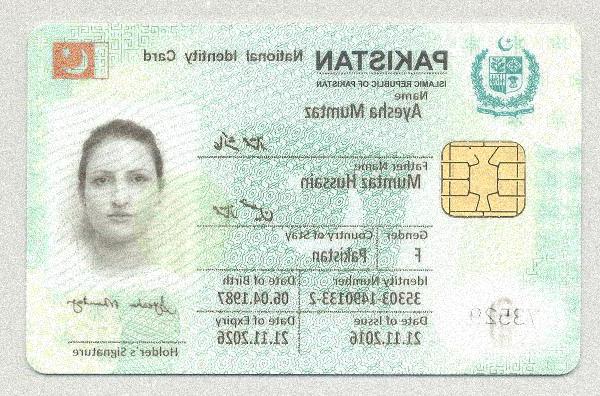 PAKISTAN National Identity Card
ISLAMIC REPUBLIC OF PAKISTAN
Name
Ayesha Mumtaz
Father Name
Mumtaz Hussain
Gender Country of Stay
F Pakistan
Identity Number Date of Birth
35303-1490133-2 06.04.1987
Date of Issue Date of Expiry
21.11.2016 21.11.2026
Holder's Signature